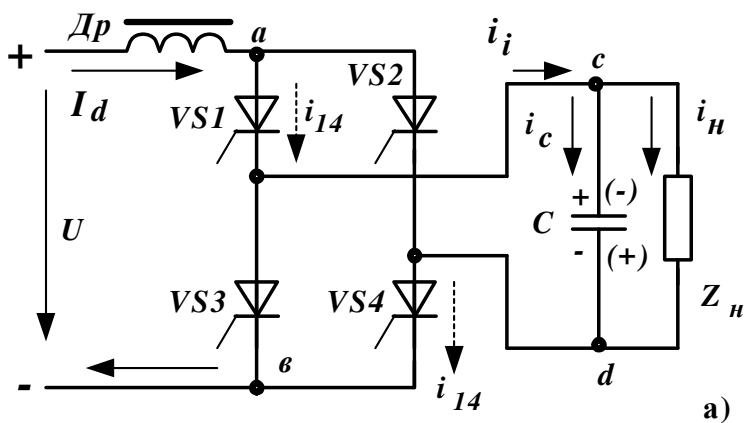 Др
a
+
I d
VS1
i 14
VS2
i i
c
i c
i н
+ (-)
C
- (+)
U
VS3
VS4
Z н
-
в
i 14
d
а)